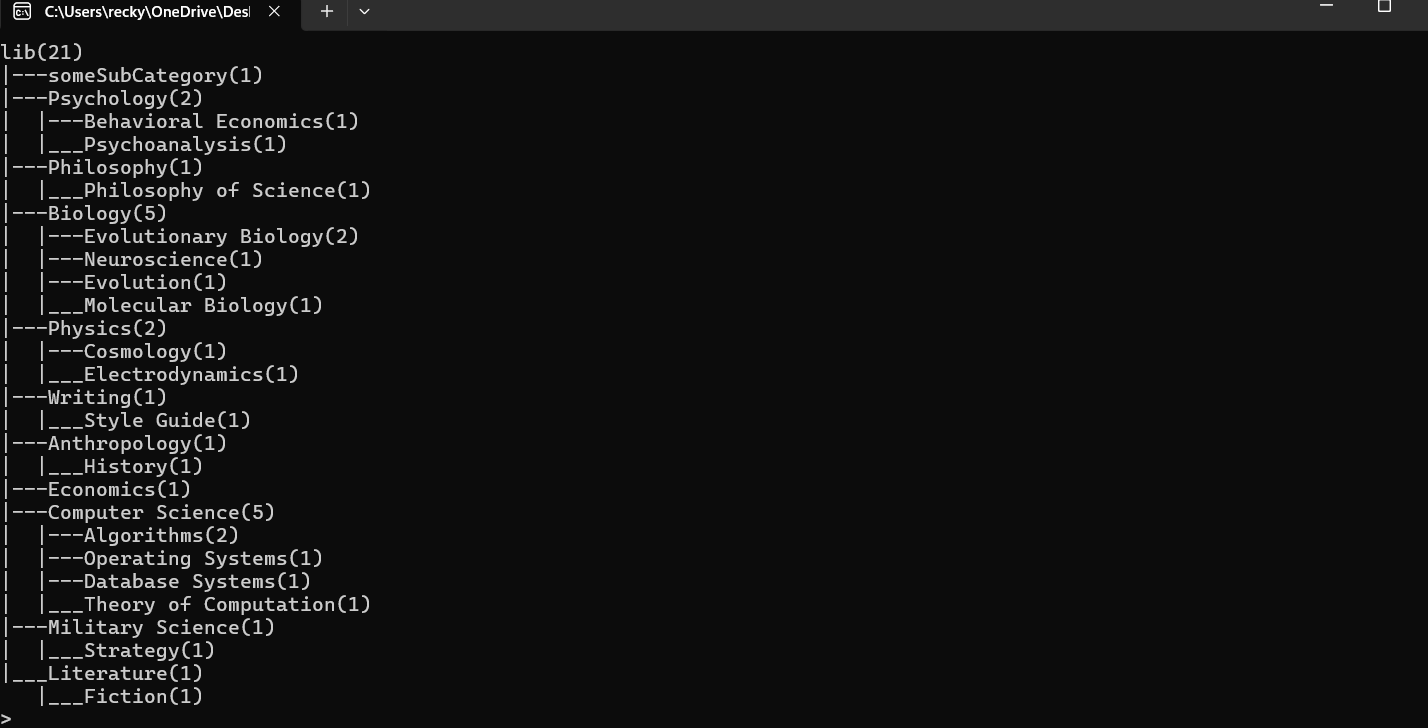 C:\Users\recky\OneDrive\Des
lib(21)
|---someSubCategory(1)
|---Psychology(2)
|  |---Behavioral Economics(1)
|  |___Psychoanalysis(1)
|---Philosophy(1)
|  |___Philosophy of Science(1)
|---Biology(5)
|  |---Evolutionary Biology(2)
|  |---Neuroscience(1)
|  |---Evolution(1)
|  |___Molecular Biology(1)
|---Physics(2)
|  |---Cosmology(1)
|  |___Electrodynamics(1)
|---Writing(1)
|  |___Style Guide(1)
|---Anthropology(1)
|  |___History(1)
|---Economics(1)
|---Computer Science(5)
|  |---Algorithms(2)
|  |---Operating Systems(1)
|  |---Database Systems(1)
|  |___Theory of Computation(1)
|---Military Science(1)
|  |___Strategy(1)
|___Literature(1)
   |___Fiction(1)
>